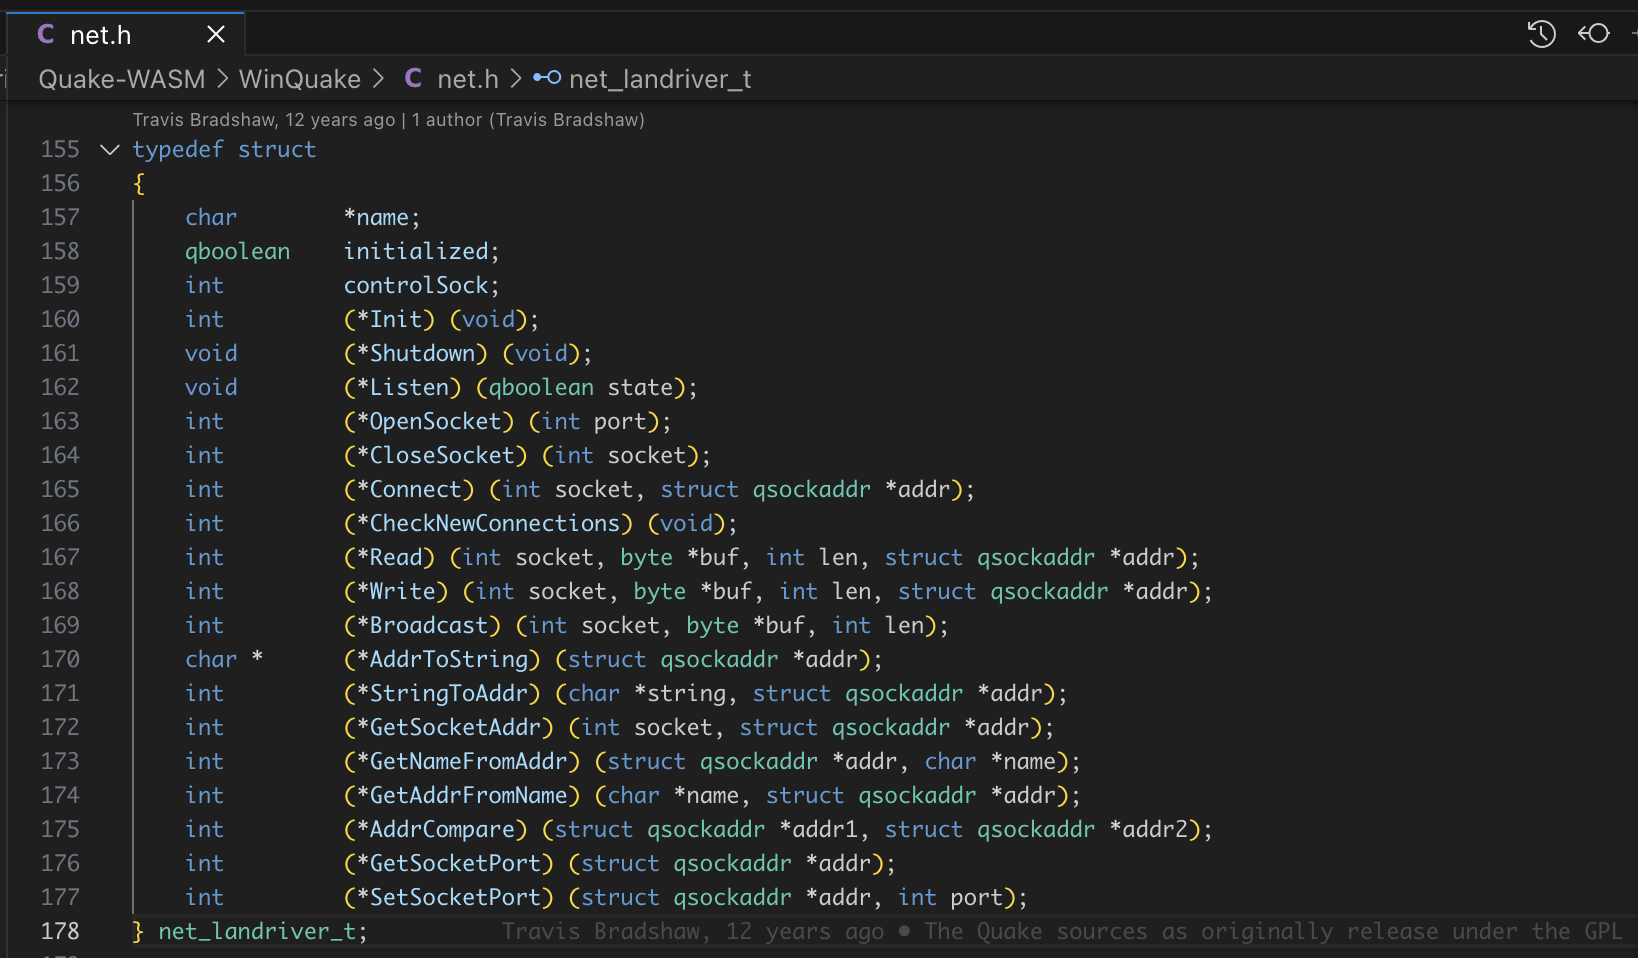 C net.h
Quake-WASM > WinQuake > C net.h > net_landriver_t
Travis Bradshaw, 12 years ago | 1 author (Travis Bradshaw)
155 typedef struct
156 {
157 char *name;
158 qboolean initialized;
159 int controlSock;
160 int (*Init) (void);
161 void (*Shutdown) (void);
162 void (*Listen) (qboolean state);
163 int (*OpenSocket) (int port);
164 int (*CloseSocket) (int socket);
165 int (*Connect) (int socket, struct qsockaddr *addr);
166 int (*CheckNewConnections) (void);
167 int (*Read) (int socket, byte *buf, int len, struct qsockaddr *addr);
168 int (*Write) (int socket, byte *buf, int len, struct qsockaddr *addr);
169 int (*Broadcast) (int socket, byte *buf, int len);
170 char * (*AddrToString) (struct qsockaddr *addr);
171 int (*StringToAddr) (char *string, struct qsockaddr *addr);
172 int (*GetSocketAddr) (int socket, struct qsockaddr *addr);
173 int (*GetNameFromAddr) (struct qsockaddr *addr, char *name);
174 int (*GetAddrFromName) (char *name, struct qsockaddr *addr);
175 int (*AddrCompare) (struct qsockaddr *addr1, struct qsockaddr *addr2);
176 int (*GetSocketPort) (struct qsockaddr *addr);
177 int (*SetSocketPort) (struct qsockaddr *addr, int port);
178 } net_landriver_t; Travis Bradshaw, 12 years ago • The Quake sources as originally release under the GPL